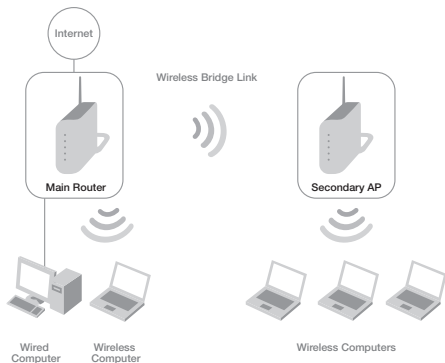 Internet
Wireless Bridge Link
Main Router
Secondary AP
Wired
Computer
Wireless
Computer
Wireless Computers